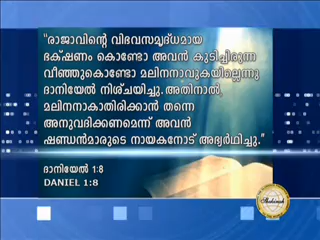 "രാജാവിന്റെ വിഭവസമൃദ്ധമായ
ഭക്ഷണം കൊണ്ടോ അവൻ കുടിച്ചിരുന്ന
വീഞ്ഞുകൊണ്ടോ മലിനനാവുകയില്ലെന്നു
ദാനിയേൽ നിശ്ചയിച്ചു. അതിനാൽ,
മലിനനാകാതിരിക്കാൻ തന്നെ
അനുവദിക്കണമെന്ന് അവൻ
ഷണ്ഡൻമാരുടെ നായകനോട് അഭ്യർഥിച്ചു."
ദാനിയേൽ 1:8
DANIEL 1:8